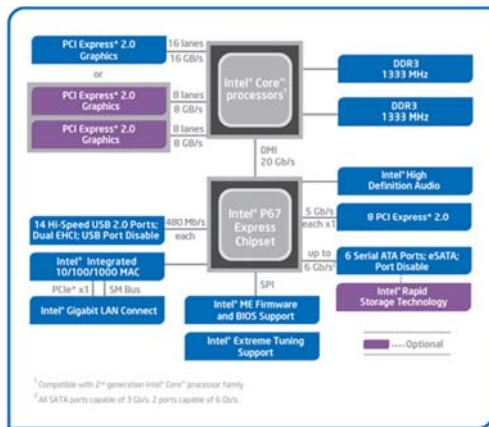 PCI Express* 2.0
Graphics
16 lanes
16 GB/s
or
PCI Express* 2.0
Graphics
8 lanes
8 GB/s
PCI Express* 2.0
Graphics
8 lanes
8 GB/s
Intel® Core™
processors¹
DDR3
1333 MHz
DDR3
1333 MHz
DMI
20 Gb/s
Intel® P67
Express
Chipset
14 Hi-Speed USB 2.0 Ports;
Dual EHCI; USB Port Disable
480 Mb/s
each
Intel® Integrated
10/100/1000 MAC
PCIe* x1
SM Bus
Intel® Gigabit LAN Connect
Intel® High
Definition Audio
5 Gb/s
each x1
8 PCI Express* 2.0
up to
6 Gb/s²
6 Serial ATA Ports; eSATA;
Port Disable
Intel® Rapid
Storage Technology
SPI
Intel® ME Firmware
and BIOS Support
Intel® Extreme Tuning
Support
Optional
¹ Compatible with 2ⁿᵈ generation Intel® Core™ processor family
² All SATA ports capable of 3 Gb/s. 2 ports capable of 6 Gb/s.